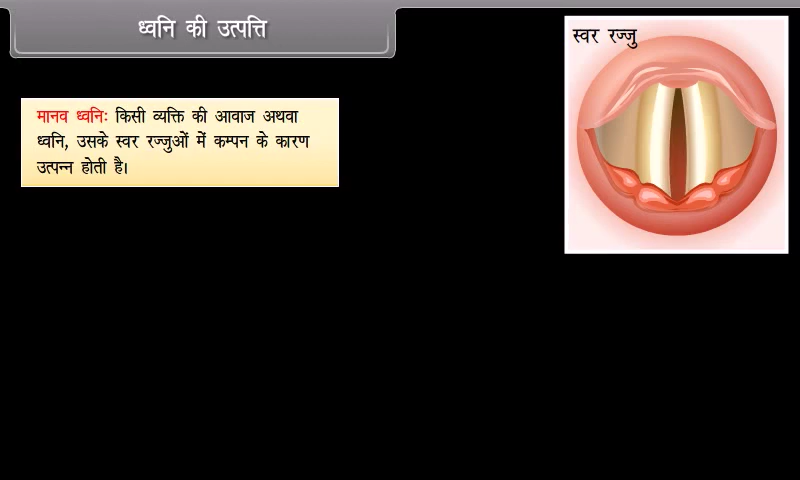 ध्वनि की उत्पत्ति
स्वर रज्जु
मानव ध्वनिः किसी व्यक्ति की आवाज अथवा
ध्वनि, उसके स्वर रज्जुओं में कम्पन के कारण
उत्पन्न होती है।